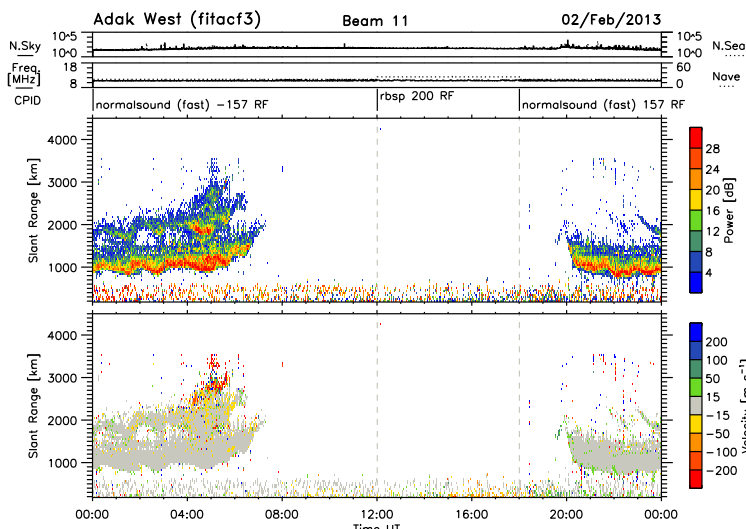 Adak West (fitacf3) Beam 11 02/Feb/2013
N.Sky 10^5 10^0 10^5 10^0 N.Sea
Freq. [MHz] 18 8 60 0 Nave
CPID normalsound (fast) -157 RF rbsp 200 RF normalsound (fast) 157 RF
Slant Range [km] 4000 3000 2000 1000
28 24 20 16 12 8 4 Power [dB]
Slant Range [km] 4000 3000 2000 1000
200 100 50 15 -15 -50 -100 -200 Velocity [m s^-1]
00:00 04:00 08:00 12:00 16:00 20:00 00:00
Time UT